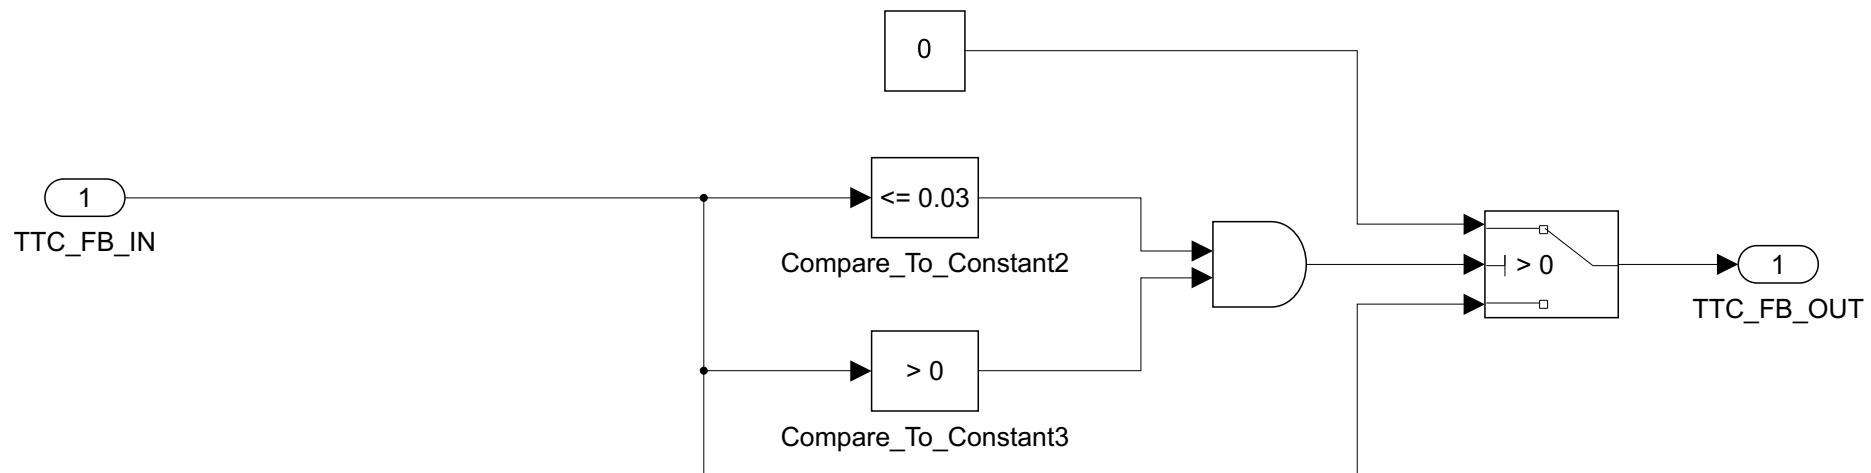 0
1
TTC_FB_IN
<= 0.03
Compare_To_Constant2
> 0
Compare_To_Constant3
> 0
1
TTC_FB_OUT